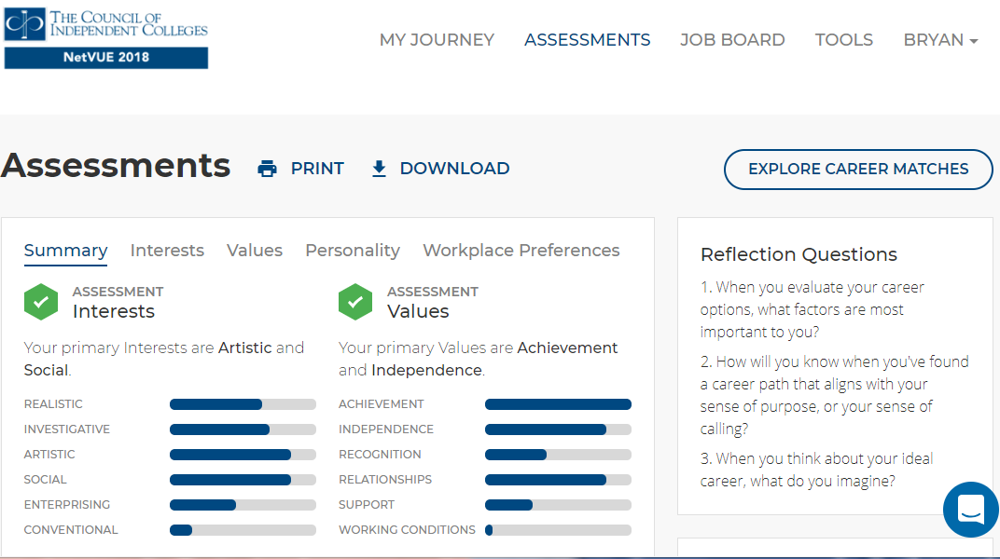 THE COUNCIL OF
INDEPENDENT COLLEGES
NetVUE 2018
MY JOURNEY ASSESSMENTS JOB BOARD TOOLS BRYAN
Assessments PRINT DOWNLOAD EXPLORE CAREER MATCHES
Summary Interests Values Personality Workplace Preferences
ASSESSMENT
Interests
Your primary Interests are Artistic and
Social.
REALISTIC
INVESTIGATIVE
ARTISTIC
SOCIAL
ENTERPRISING
CONVENTIONAL
ASSESSMENT
Values
Your primary Values are Achievement
and Independence.
ACHIEVEMENT
INDEPENDENCE
RECOGNITION
RELATIONSHIPS
SUPPORT
WORKING CONDITIONS
Reflection Questions
1. When you evaluate your career
options, what factors are most
important to you?
2. How will you know when you've found
a career path that aligns with your
sense of purpose, or your sense of
calling?
3. When you think about your ideal
career, what do you imagine?